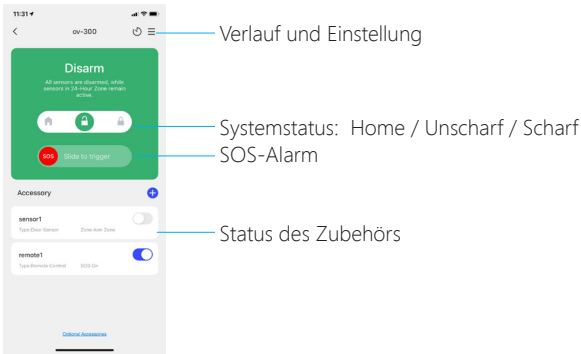 11:31
ov-300
Verlauf und Einstellung
Disarm
All sensors are disarmed, while
sensors in 24-Hour Zone remain
active.
Systemstatus: Home / Unscharf / Scharf
SOS Slide to trigger
SOS-Alarm
Accessory
sensor1
Type:Door Sensor Zone:Arm Zone
Status des Zubehörs
remote1
Type:Remote Control SOS:On
Optional Accessories